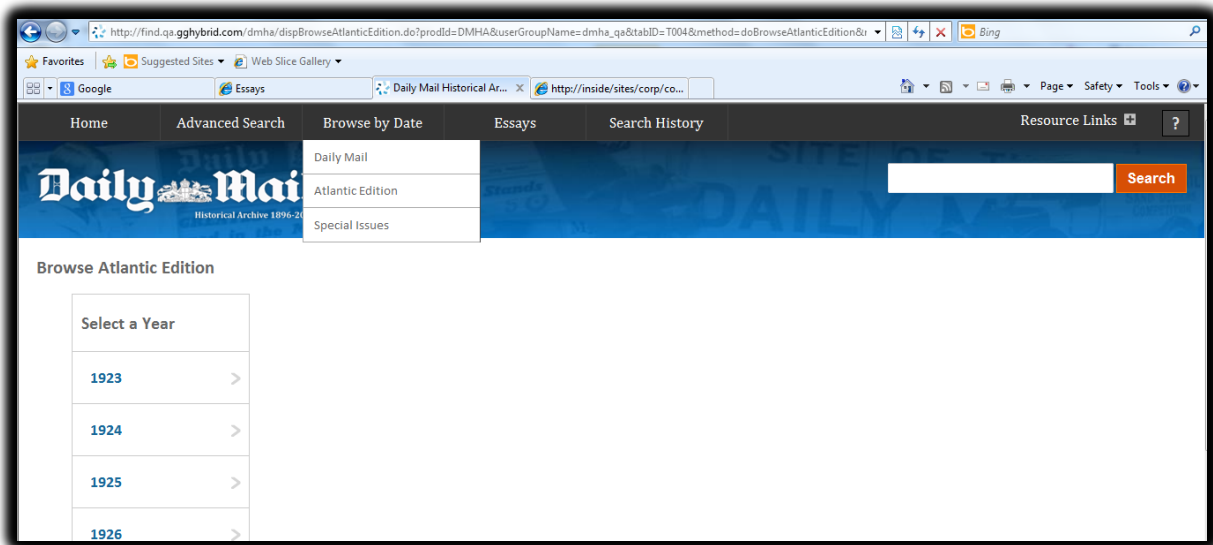 http://find.qa.gghybrid.com/dmha/dispBrowseAtlanticEdition.do?prodId=DMHA&userGroupName=dmha_qa&tabID=T004&method=doBrowseAtlanticEdition& Bing
Favorites Suggested Sites Web Slice Gallery
Google Essays Daily Mail Historical Ar... X http://inside/sites/corp/co... Page Safety Tools
Home Advanced Search Browse by Date Essays Search History Resource Links ?
Daily Mail
Atlantic Edition
Special Issues
Daily Mai
Historical Archive 1896-20
Search
Browse Atlantic Edition
Select a Year
1923
1924
1925
1926